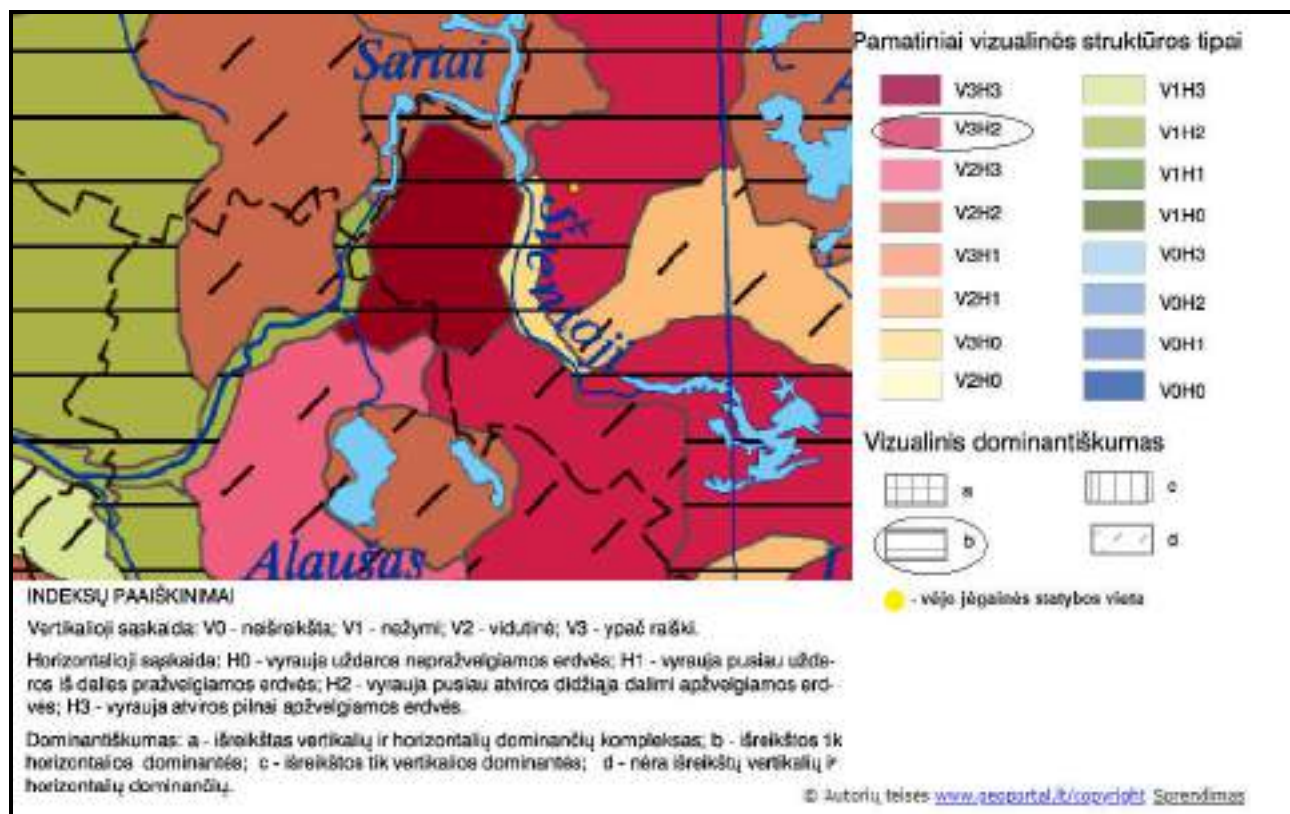 Sartai
Šventoji
Alaušas
Pamatiniai vizualinės struktūros tipai
V3H3
V1H3
V3H2
V1H2
V2H3
V1H1
V2H2
V1H0
V3H1
V0H3
V2H1
V0H2
V3H0
V0H1
V2H0
V0H0
Vizualinis dominantiškumas
a
c
b
d
- vėjo jėgainės statybos vieta
INDEKSŲ PAAIŠKINIMAI
Vertikalioji sąskaida: V0 - neišreikšta; V1 - nežymi; V2 - vidutinė; V3 - ypač raiški.
Horizontalioji sąskaida: H0 - vyrauja uždaros nepražvelgiamos erdvės; H1 - vyrauja pusiau užda-
ros iš dalies pražvelgiamos erdvės; H2 - vyrauja pusiau atviros didžiąja dalimi apžvelgiamos erd-
vės; H3 - vyrauja atviros pilnai apžvelgiamos erdvės.
Dominantiškumas: a - išreikštas vertikalių ir horizontalių dominančių kompleksas; b - išreikštos tik
horizontalios dominantės; c - išreikštos tik vertikalios dominantės; d - nėra išreikštų vertikalių ir
horizontalių dominančių.
© Autorių teisės www.geoportal.lt/copyright Sprendimas